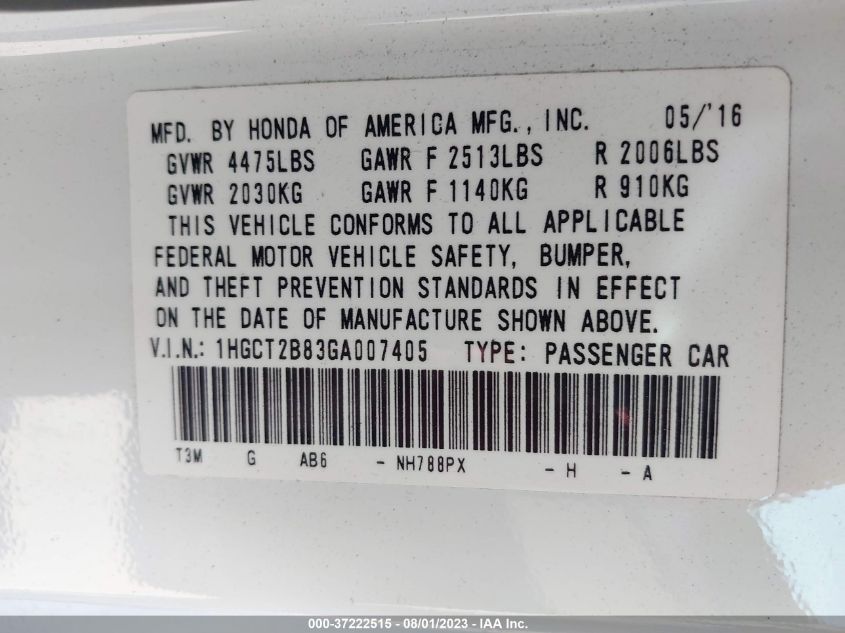 MFD. BY HONDA OF AMERICA MFG., INC. 05/'16
GVWR 4475LBS GAWR F 2513LBS R 2006LBS
GVWR 2030KG GAWR F 1140KG R 910KG
THIS VEHICLE CONFORMS TO ALL APPLICABLE
FEDERAL MOTOR VEHICLE SAFETY, BUMPER,
AND THEFT PREVENTION STANDARDS IN EFFECT
ON THE DATE OF MANUFACTURE SHOWN ABOVE.
V.I.N.: 1HGCT2B83GA007405 TYPE: PASSENGER CAR
T3M G AB6 - NH788PX - H - A
000-37222515 - 08/01/2023 - IAA Inc.